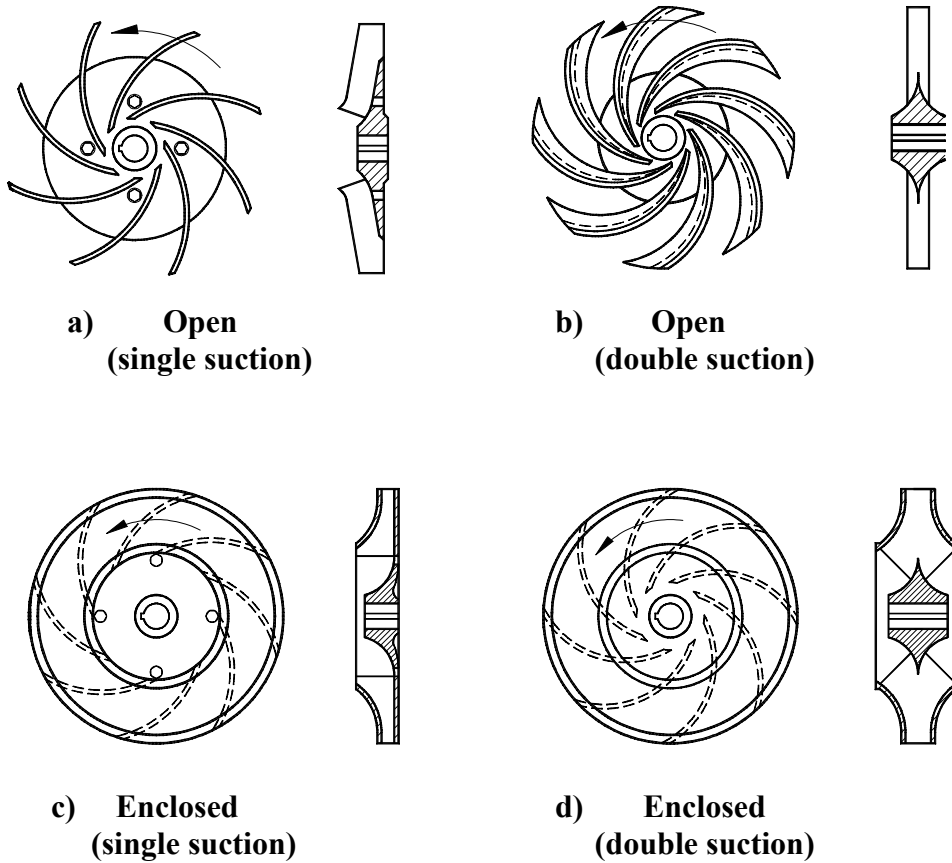 a) Open
(single suction)
b) Open
(double suction)
c) Enclosed
(single suction)
d) Enclosed
(double suction)